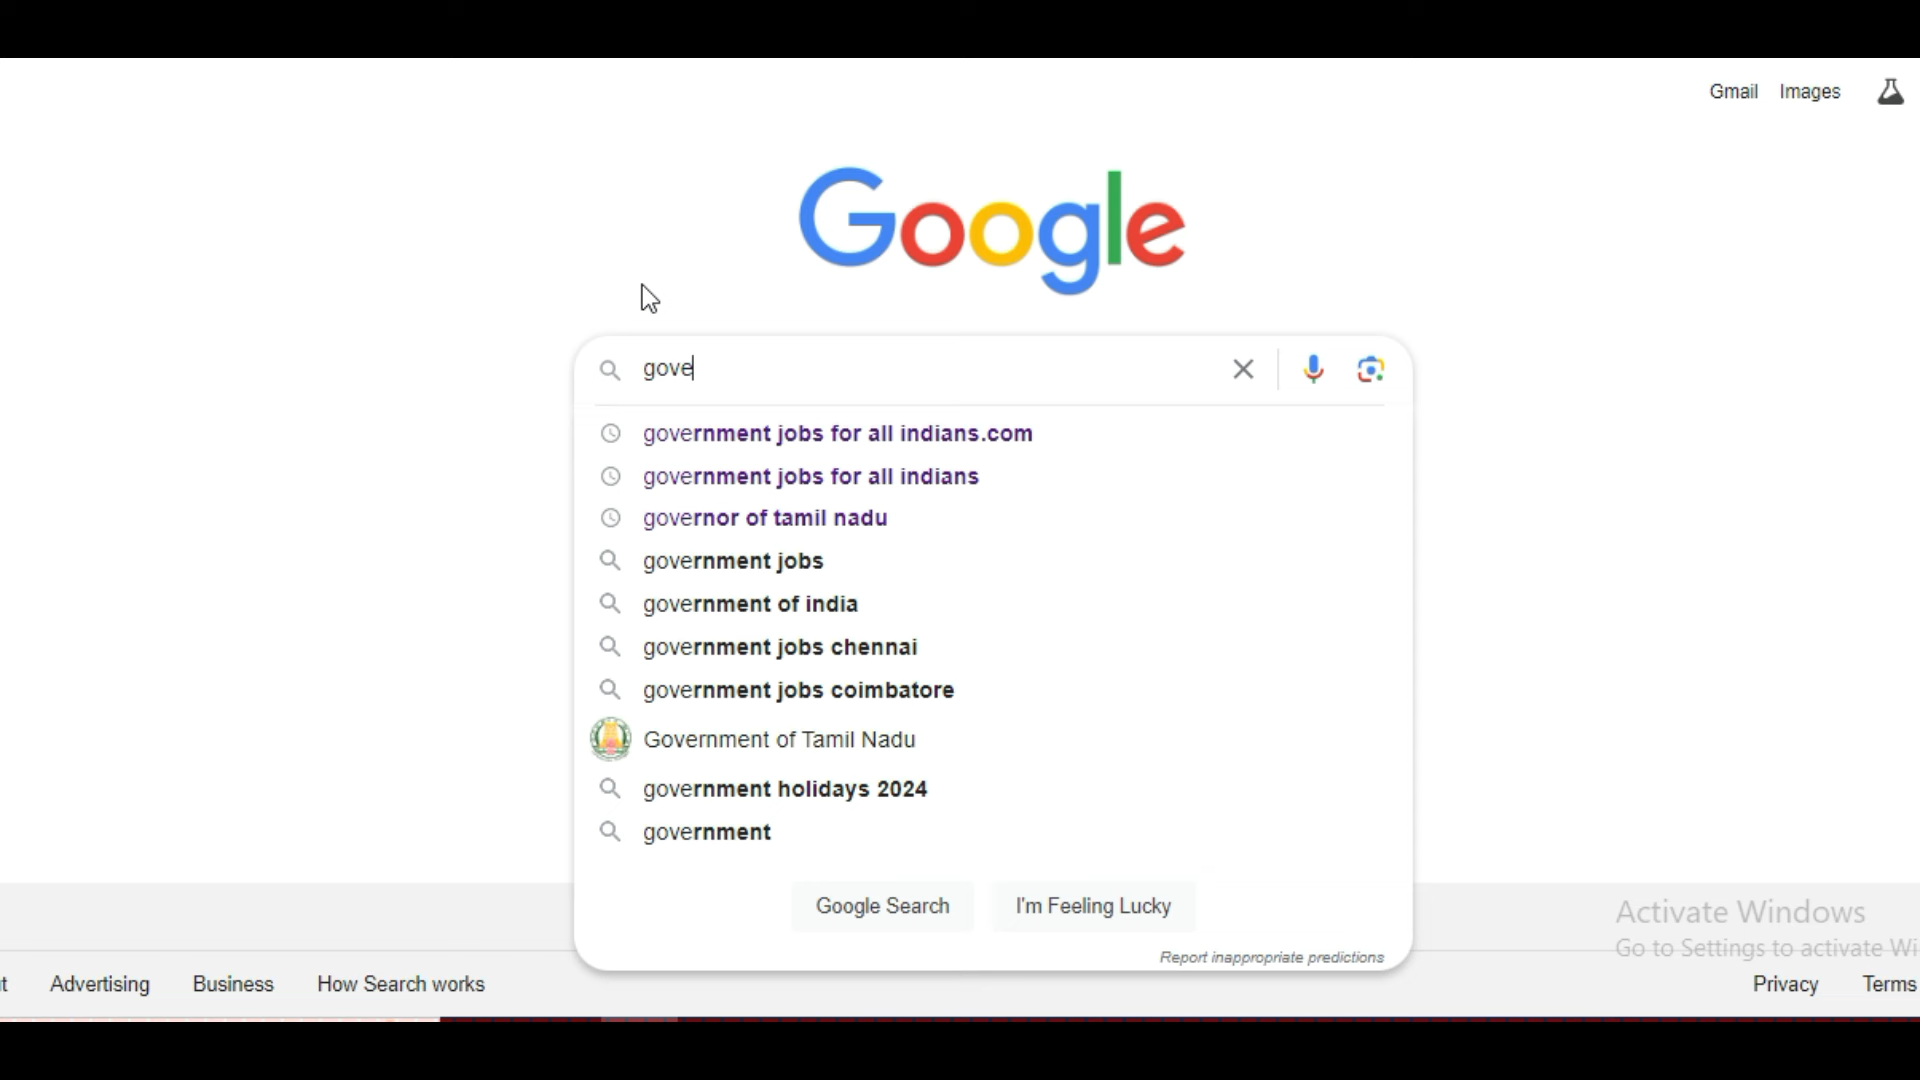 Gmail Images
Google
gove
government jobs for all indians.com
government jobs for all indians
governor of tamil nadu
government jobs
government of india
government jobs chennai
government jobs coimbatore
Government of Tamil Nadu
government holidays 2024
government
Google Search I'm Feeling Lucky
Report inappropriate predictions
Activate Windows
Go to Settings to activate Wi
t Advertising Business How Search works Privacy Terms